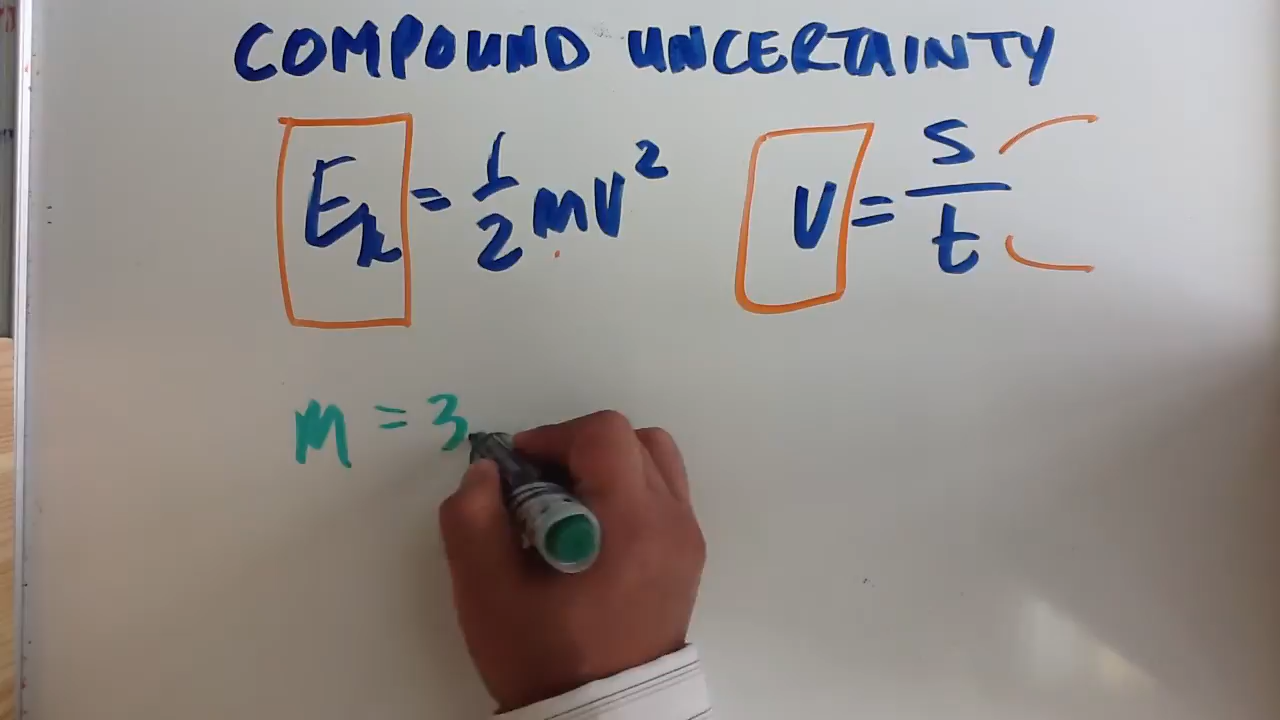 COMPOUND UNCERTAINTY
Ek = 1/2 mv² v = s/t
m = 3